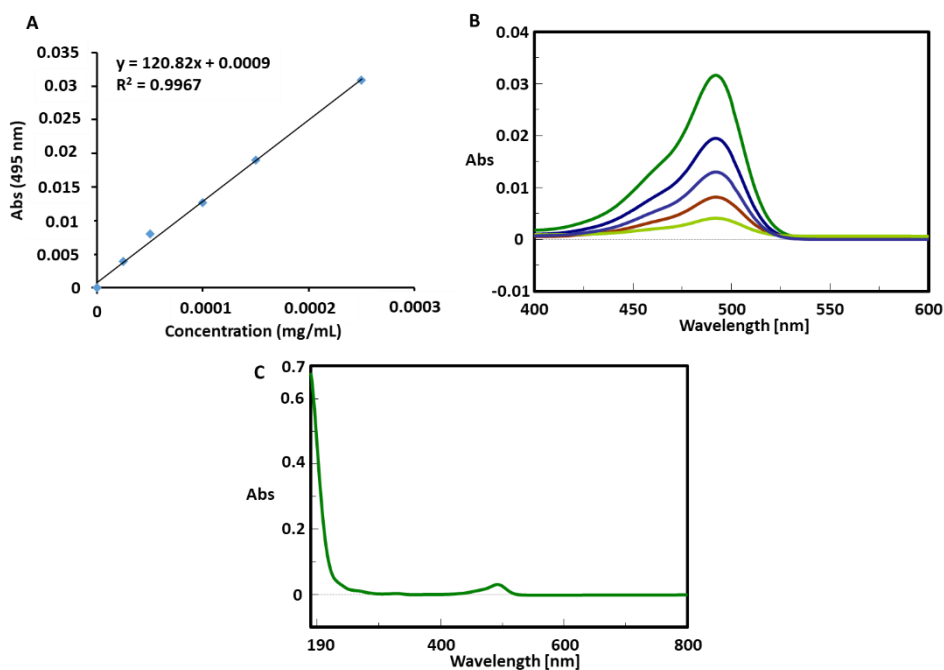 A
y = 120.82x + 0.0009
R² = 0.9967
0.035
0.03
0.025
0.02
0.015
0.01
0.005
0
Abs (495 nm)
0
0.0001
0.0002
0.0003
Concentration (mg/mL)
B
0.04
0.03
0.02
Abs
0.01
0
-0.01
400
450
500
550
600
Wavelength [nm]
C
0.7
0.6
0.4
Abs
0.2
0
190
400
600
800
Wavelength [nm]